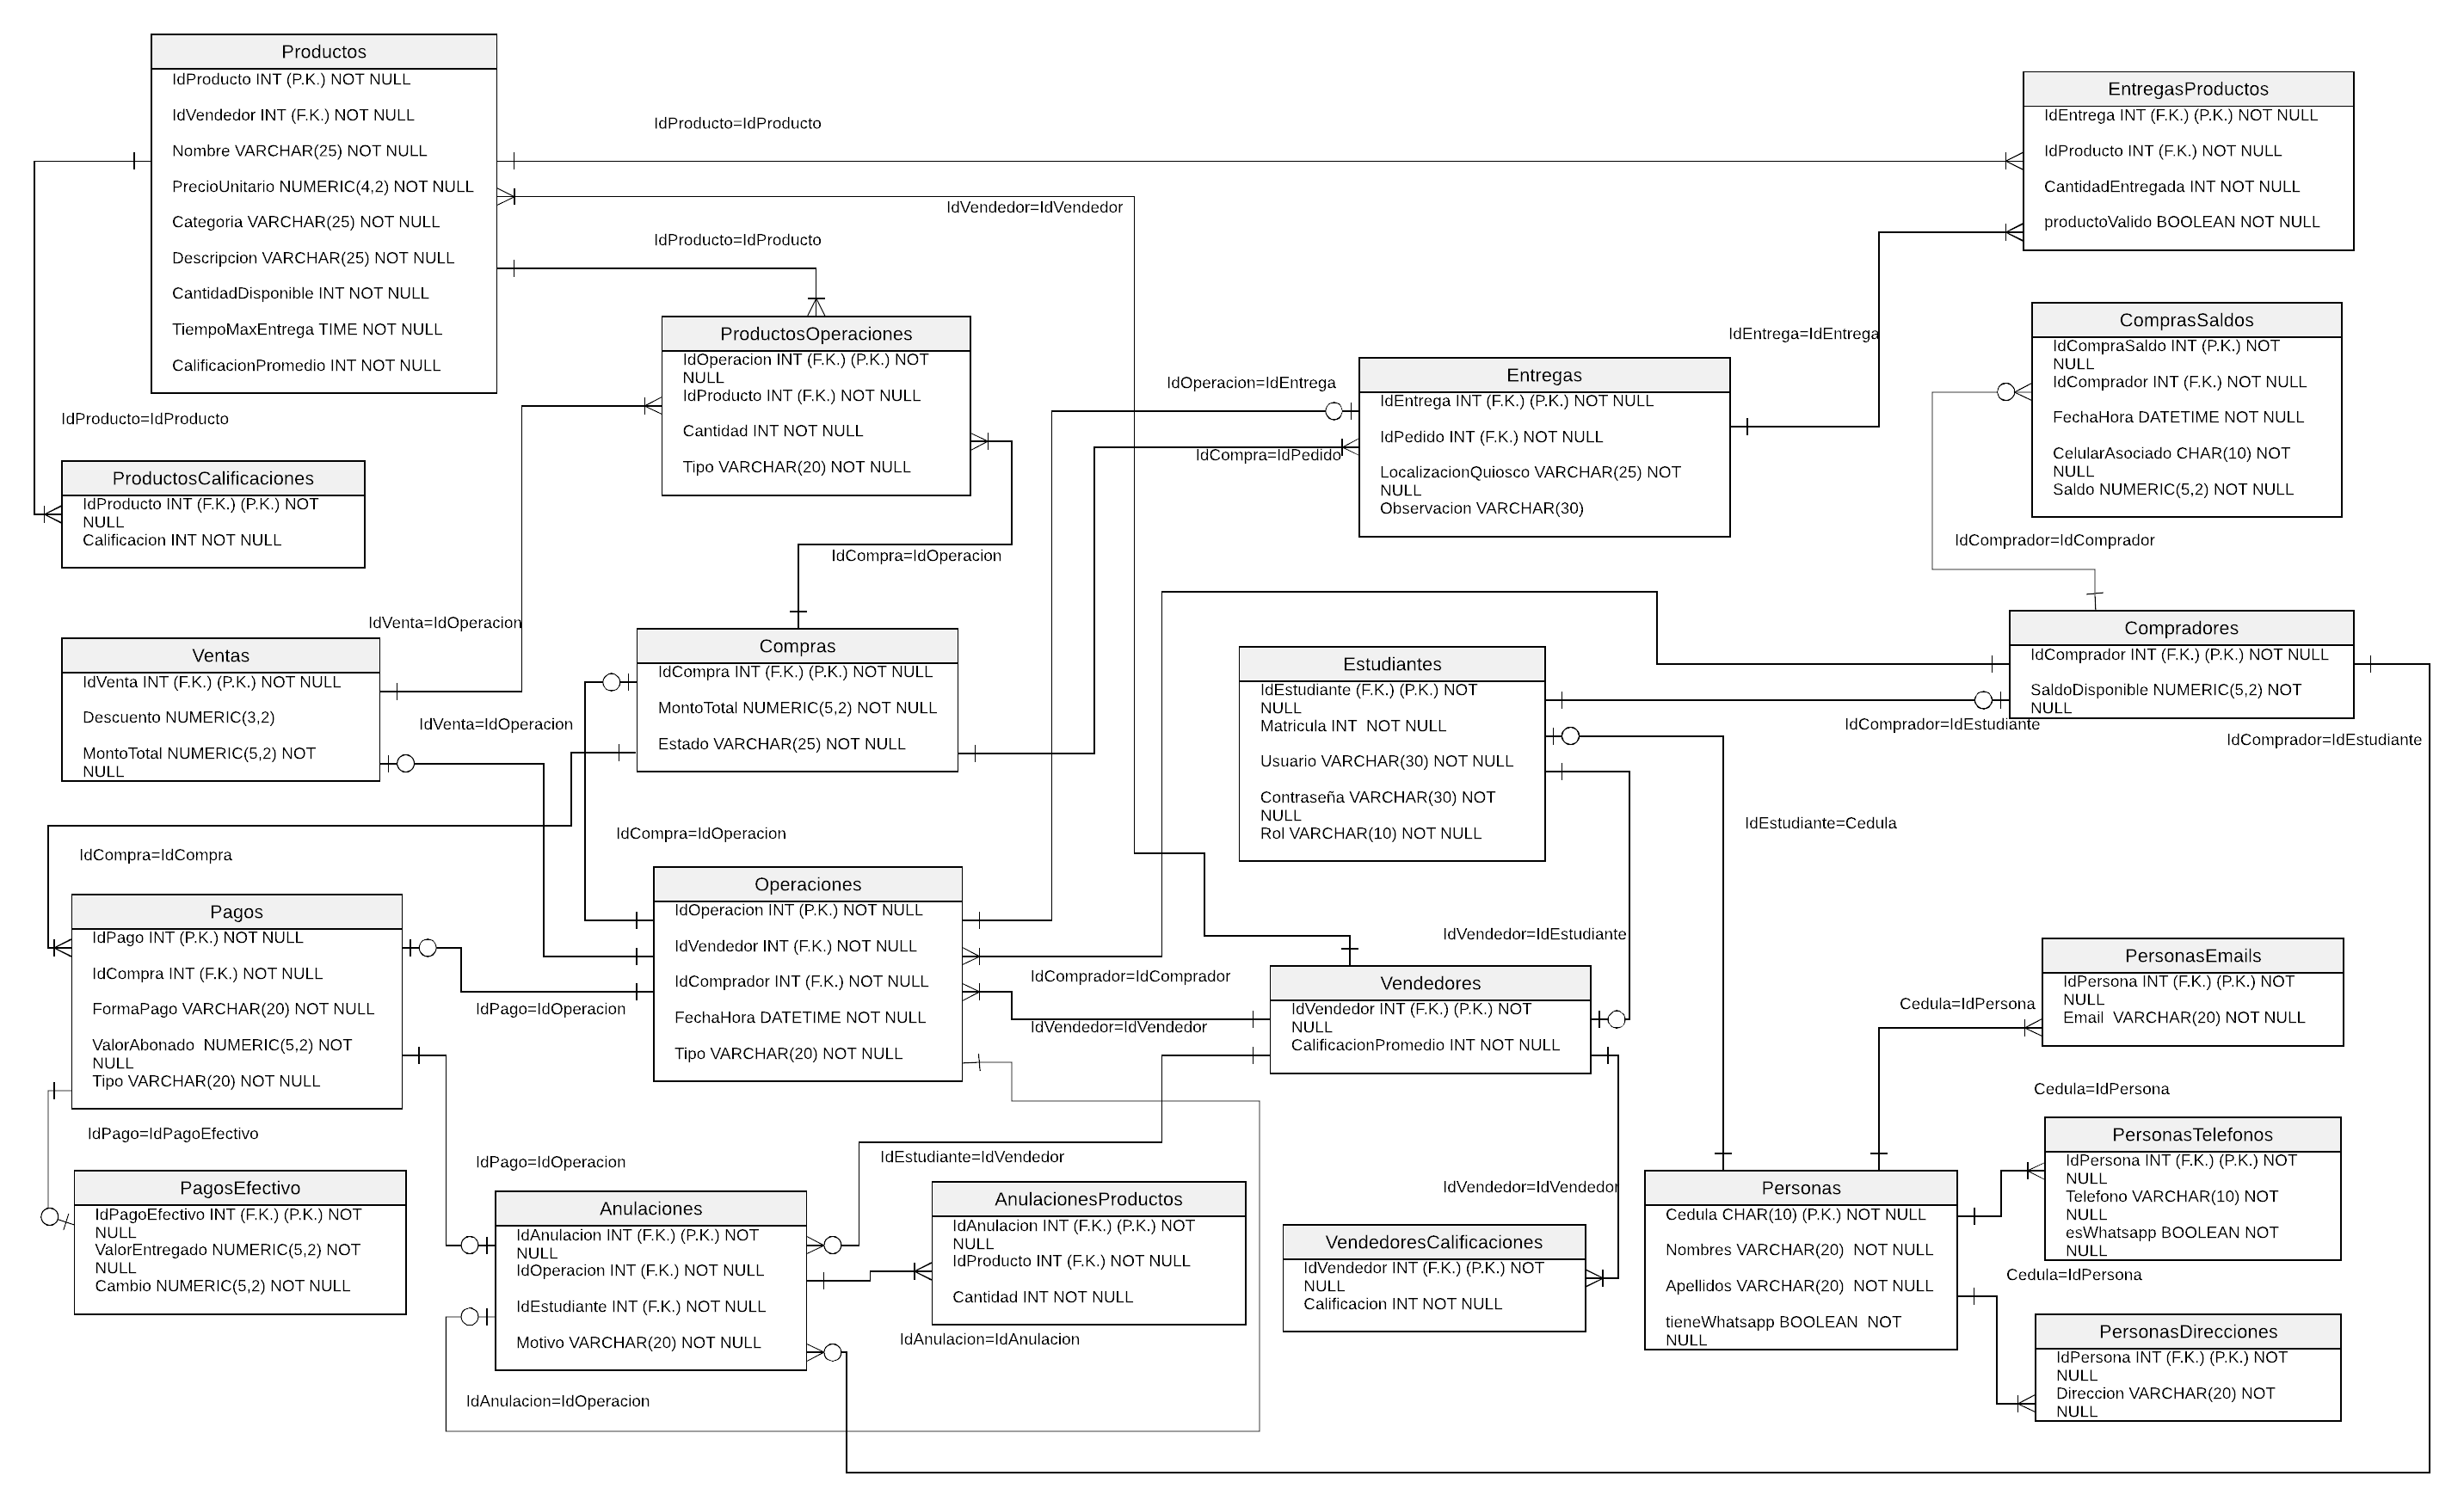 Productos
IdProducto INT (P.K.) NOT NULL
IdVendedor INT (F.K.) NOT NULL
Nombre VARCHAR(25) NOT NULL
PrecioUnitario NUMERIC(4,2) NOT NULL
Categoria VARCHAR(25) NOT NULL
Descripcion VARCHAR(25) NOT NULL
CantidadDisponible INT NOT NULL
TiempoMaxEntrega TIME NOT NULL
CalificacionPromedio INT NOT NULL
IdProducto=IdProducto
IdVendedor=IdVendedor
IdProducto=IdProducto
EntregasProductos
IdEntrega INT (F.K.) (P.K.) NOT NULL
IdProducto INT (F.K.) NOT NULL
CantidadEntregada INT NOT NULL
productoValido BOOLEAN NOT NULL
ProductosOperaciones
IdOperacion INT (F.K.) (P.K.) NOT
NULL
IdProducto INT (F.K.) NOT NULL
Cantidad INT NOT NULL
Tipo VARCHAR(20) NOT NULL
IdOperacion=IdEntrega
IdCompra=IdPedido
Entregas
IdEntrega INT (F.K.) (P.K.) NOT NULL
IdPedido INT (F.K.) NOT NULL
LocalizacionQuiosco VARCHAR(25) NOT
NULL
Observacion VARCHAR(30)
IdEntrega=IdEntrega
ComprasSaldos
IdCompraSaldo INT (P.K.) NOT
NULL
IdComprador INT (F.K.) NOT NULL
FechaHora DATETIME NOT NULL
CelularAsociado CHAR(10) NOT
NULL
Saldo NUMERIC(5,2) NOT NULL
IdComprador=IdComprador
IdProducto=IdProducto
ProductosCalificaciones
IdProducto INT (F.K.) (P.K.) NOT
NULL
Calificacion INT NOT NULL
IdCompra=IdOperacion
IdVenta=IdOperacion
Ventas
IdVenta INT (F.K.) (P.K.) NOT NULL
Descuento NUMERIC(3,2)
MontoTotal NUMERIC(5,2) NOT
NULL
IdVenta=IdOperacion
Compras
IdCompra INT (F.K.) (P.K.) NOT NULL
MontoTotal NUMERIC(5,2) NOT NULL
Estado VARCHAR(25) NOT NULL
Estudiantes
IdEstudiante (F.K.) (P.K.) NOT
NULL
Matricula INT  NOT NULL
Usuario VARCHAR(30) NOT NULL
Contraseña VARCHAR(30) NOT
NULL
Rol VARCHAR(10) NOT NULL
Compradores
IdComprador INT (F.K.) (P.K.) NOT NULL
SaldoDisponible NUMERIC(5,2) NOT
NULL
IdComprador=IdEstudiante
IdComprador=IdEstudiante
IdEstudiante=Cedula
IdCompra=IdOperacion
IdCompra=IdCompra
Pagos
IdPago INT (P.K.) NOT NULL
IdCompra INT (F.K.) NOT NULL
FormaPago VARCHAR(20) NOT NULL
ValorAbonado  NUMERIC(5,2) NOT
NULL
Tipo VARCHAR(20) NOT NULL
IdPago=IdOperacion
Operaciones
IdOperacion INT (P.K.) NOT NULL
IdVendedor INT (F.K.) NOT NULL
IdComprador INT (F.K.) NOT NULL
FechaHora DATETIME NOT NULL
Tipo VARCHAR(20) NOT NULL
IdComprador=IdComprador
IdVendedor=IdVendedor
IdVendedor=IdEstudiante
Vendedores
IdVendedor INT (F.K.) (P.K.) NOT
NULL
CalificacionPromedio INT NOT NULL
PersonasEmails
IdPersona INT (F.K.) (P.K.) NOT
NULL
Email  VARCHAR(20) NOT NULL
Cedula=IdPersona
Cedula=IdPersona
PersonasTelefonos
IdPersona INT (F.K.) (P.K.) NOT
NULL
Telefono VARCHAR(10) NOT
NULL
esWhatsapp BOOLEAN NOT
NULL
Cedula=IdPersona
IdPago=IdPagoEfectivo
PagosEfectivo
IdPagoEfectivo INT (F.K.) (P.K.) NOT
NULL
ValorEntregado NUMERIC(5,2) NOT
NULL
Cambio NUMERIC(5,2) NOT NULL
IdPago=IdOperacion
Anulaciones
IdAnulacion INT (F.K.) (P.K.) NOT
NULL
IdOperacion INT (F.K.) NOT NULL
IdEstudiante INT (F.K.) NOT NULL
Motivo VARCHAR(20) NOT NULL
IdAnulacion=IdOperacion
IdEstudiante=IdVendedor
AnulacionesProductos
IdAnulacion INT (F.K.) (P.K.) NOT
NULL
IdProducto INT (F.K.) NOT NULL
Cantidad INT NOT NULL
IdAnulacion=IdAnulacion
IdVendedor=IdVendedor
VendedoresCalificaciones
IdVendedor INT (F.K.) (P.K.) NOT
NULL
Calificacion INT NOT NULL
Personas
Cedula CHAR(10) (P.K.) NOT NULL
Nombres VARCHAR(20)  NOT NULL
Apellidos VARCHAR(20)  NOT NULL
tieneWhatsapp BOOLEAN  NOT
NULL
PersonasDirecciones
IdPersona INT (F.K.) (P.K.) NOT
NULL
Direccion VARCHAR(20) NOT
NULL